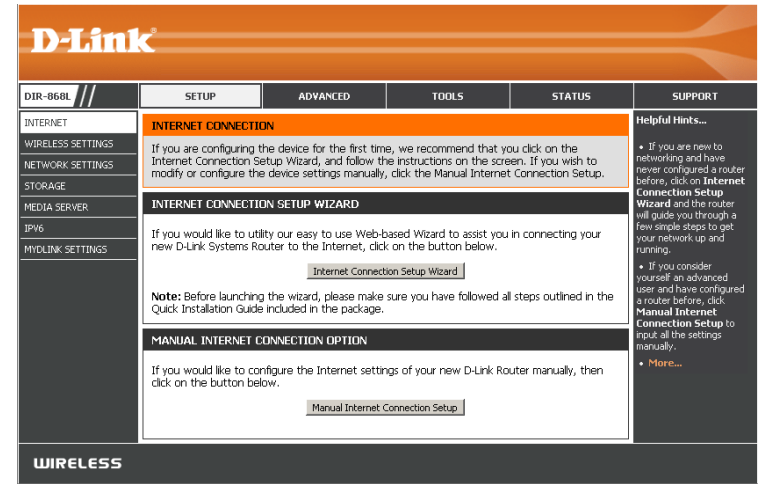 D-Link®
DIR-868L
SETUP
ADVANCED
TOOLS
STATUS
SUPPORT
INTERNET
WIRELESS SETTINGS
NETWORK SETTINGS
STORAGE
MEDIA SERVER
IPV6
MYDLINK SETTINGS
INTERNET CONNECTION
If you are configuring the device for the first time, we recommend that you click on the
Internet Connection Setup Wizard, and follow the instructions on the screen. If you wish to
modify or configure the device settings manually, click the Manual Internet Connection Setup.
INTERNET CONNECTION SETUP WIZARD
If you would like to utility our easy to use Web-based Wizard to assist you in connecting your
new D-Link Systems Router to the Internet, click on the button below.
Internet Connection Setup Wizard
Note: Before launching the wizard, please make sure you have followed all steps outlined in the
Quick Installation Guide included in the package.
MANUAL INTERNET CONNECTION OPTION
If you would like to configure the Internet settings of your new D-Link Router manually, then
click on the button below.
Manual Internet Connection Setup
Helpful Hints...
• If you are new to
networking and have
never configured a router
before, click on Internet
Connection Setup
Wizard and the router
will guide you through a
few simple steps to get
your network up and
running.
• If you consider
yourself an advanced
user and have configured
a router before, click
Manual Internet
Connection Setup to
input all the settings
manually.
• More...
WIRELESS